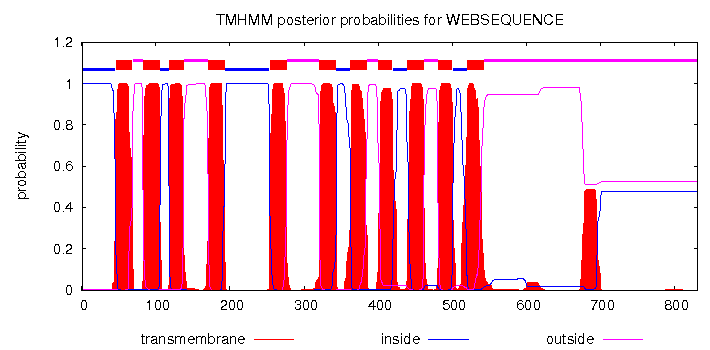 TMHMM posterior probabilities for WEBSEQUENCE
1.2
1
0.8
0.6
0.4
0.2
0
probability
0 100 200 300 400 500 600 700 800
transmembrane inside outside